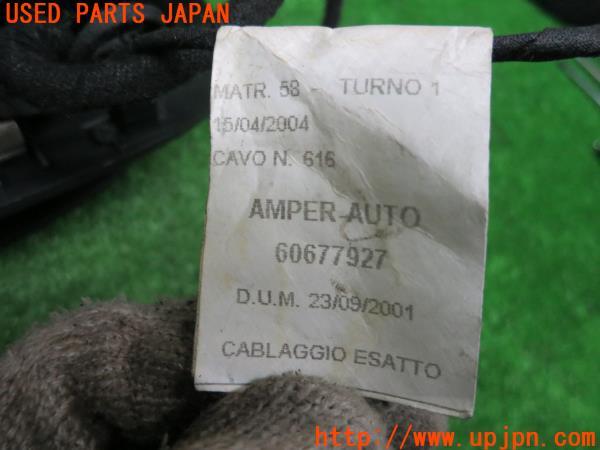 USED PARTS JAPAN
MATR. 58 - TURNO 1
15/04/2004
CAVO N. 616
AMPER-AUTO
60677927
D.U.M. 23/09/2001
CABLAGGIO ESATTO
UPJ
www.upjpn.com